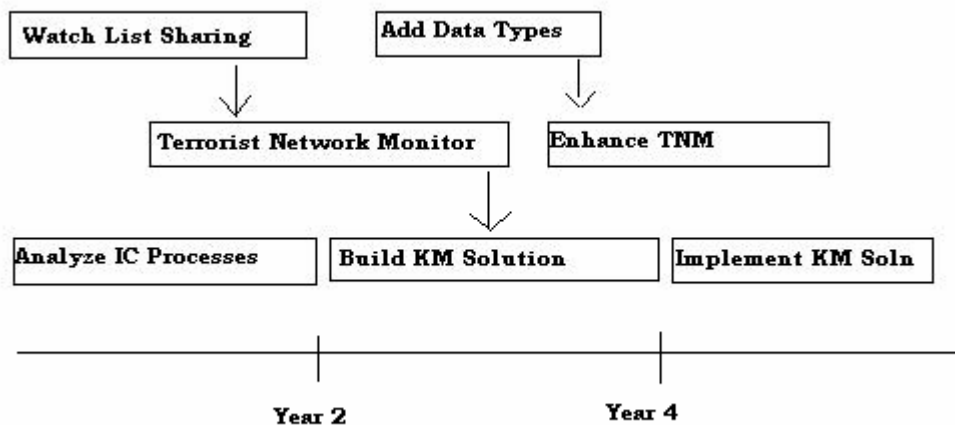 Watch List Sharing
Add Data Types
Terrorist Network Monitor
Enhance TNM
Analyze IC Processes
Build KM Solution
Implement KM Soln
Year 2
Year 4